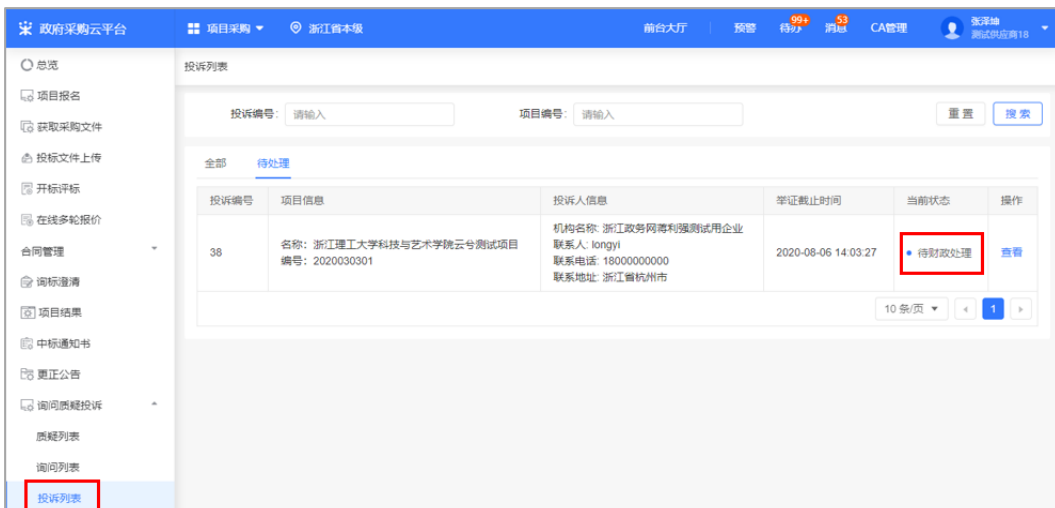 政府采购云平台
项目采购
浙江省本级
前台大厅
预警
待办
99+
消息
53
CA管理
张泽坤
测试供应商18
总览
项目报名
获取采购文件
投标文件上传
开标评标
在线多轮报价
合同管理
询标澄清
项目结果
中标通知书
更正公告
询问质疑投诉
质疑列表
询问列表
投诉列表
投诉列表
投诉编号: 请输入
项目编号: 请输入
重置
搜索
全部
待处理
投诉编号 项目信息 投诉人信息 举证截止时间 当前状态 操作
38
名称: 浙江理工大学科技与艺术学院云兮测试项目
编号: 2020030301
机构名称: 浙江政务网蒋利强测试用企业
联系人: longyi
联系电话: 18000000000
联系地址: 浙江省杭州市
2020-08-06 14:03:27
待财政处理
查看
10 条/页
1